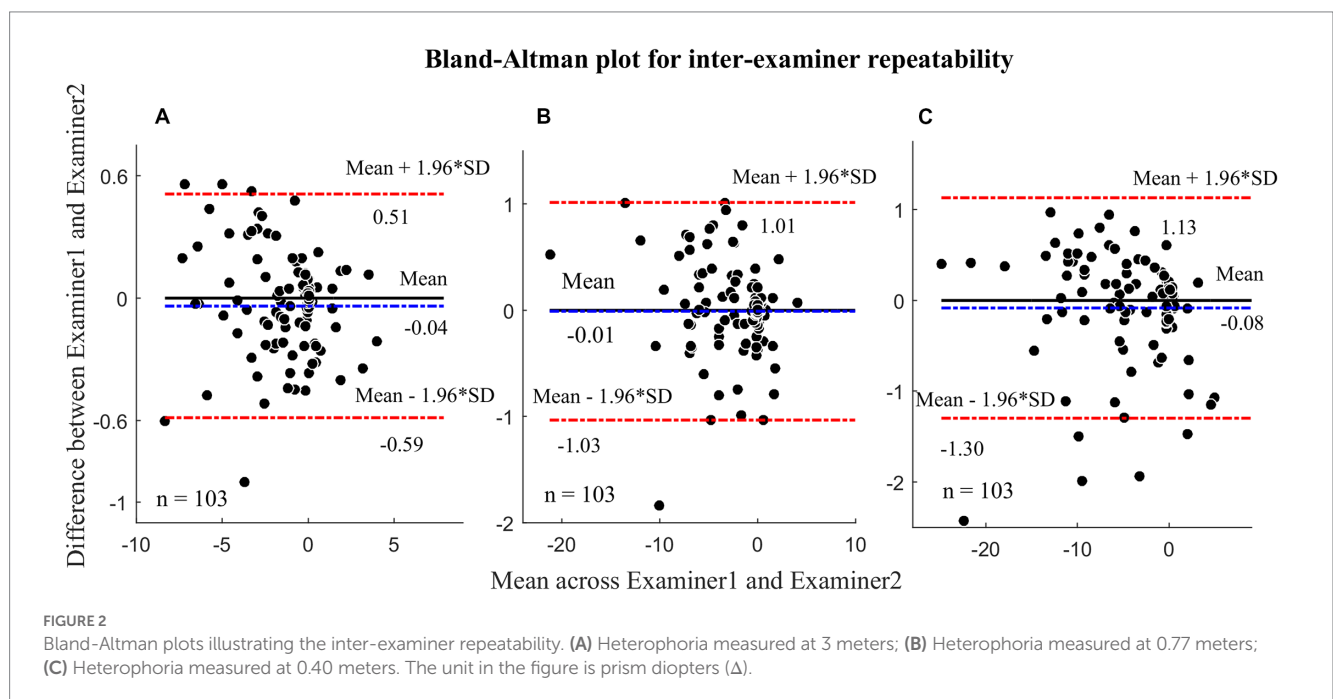 Bland-Altman plot for inter-examiner repeatability
Difference between Examiner1 and Examiner2
A
0.6
0
-0.6
-1
-10
-5
0
5
Mean + 1.96*SD
0.51
Mean
-0.04
Mean - 1.96*SD
-0.59
n = 103
B
1
0
-1
-2
-20
-10
0
10
Mean + 1.96*SD
1.01
Mean
-0.01
Mean - 1.96*SD
-1.03
n = 103
C
1
0
-1
-2
-20
-10
0
Mean + 1.96*SD
1.13
Mean
-0.08
Mean - 1.96*SD
-1.30
n = 103
Mean across Examiner1 and Examiner2
FIGURE 2
Bland-Altman plots illustrating the inter-examiner repeatability. (A) Heterophoria measured at 3 meters; (B) Heterophoria measured at 0.77 meters;
(C) Heterophoria measured at 0.40 meters. The unit in the figure is prism diopters (Δ).